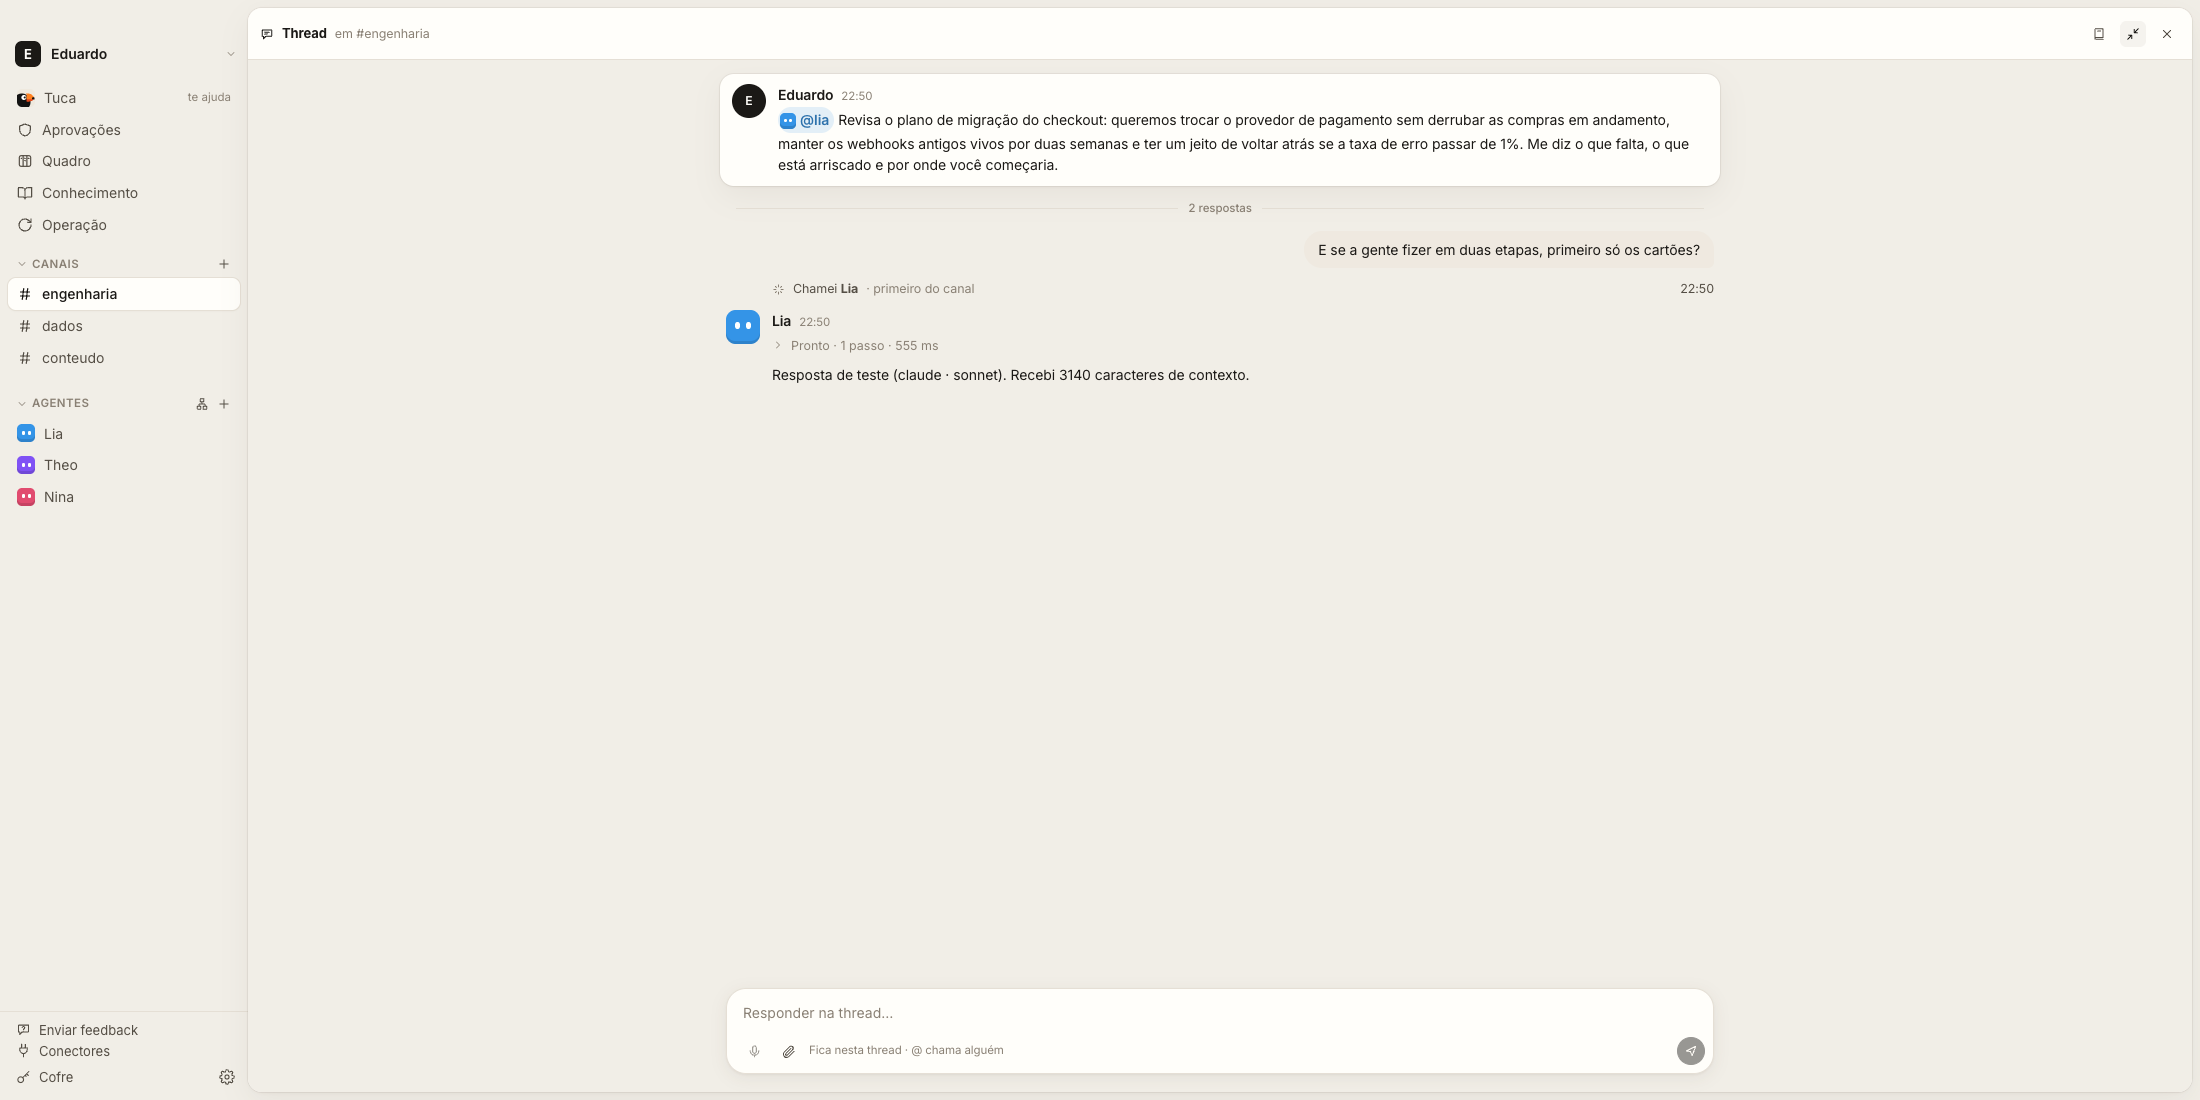 E Eduardo
Tuca te ajuda
Aprovações
Quadro
Conhecimento
Operação
CANAIS
# engenharia
# dados
# conteudo
AGENTES
Lia
Theo
Nina
Enviar feedback
Conectores
Cofre
Thread em #engenharia
E
Eduardo 22:50
@lia Revisa o plano de migração do checkout: queremos trocar o provedor de pagamento sem derrubar as compras em andamento,
manter os webhooks antigos vivos por duas semanas e ter um jeito de voltar atrás se a taxa de erro passar de 1%. Me diz o que falta, o que
está arriscado e por onde você começaria.
2 respostas
E se a gente fizer em duas etapas, primeiro só os cartões?
Chamei Lia · primeiro do canal 22:50
Lia 22:50
Pronto · 1 passo · 555 ms
Resposta de teste (claude · sonnet). Recebi 3140 caracteres de contexto.
Responder na thread...
Fica nesta thread · @ chama alguém